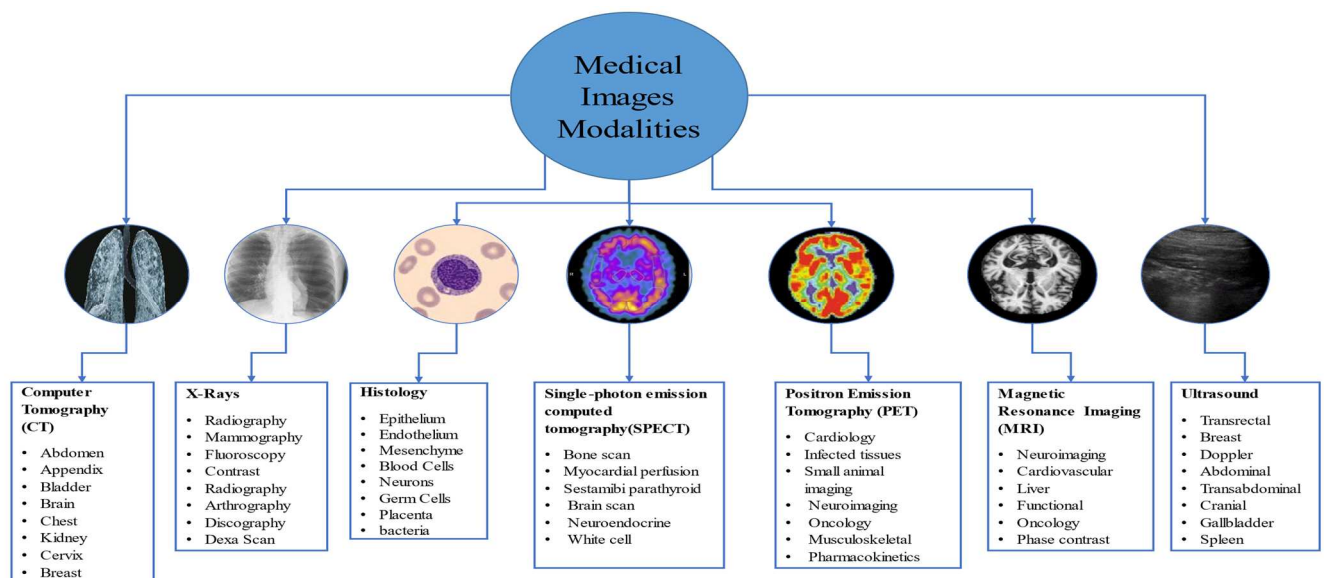 Medical
Images
Modalities
Computer
Tomography
(CT)
• Abdomen
• Appendix
• Bladder
• Brain
• Chest
• Kidney
• Cervix
• Breast
X-Rays
• Radiography
• Mammography
• Fluoroscopy
• Contrast
• Radiography
• Arthrography
• Discography
• Dexa Scan
Histology
• Epithelium
• Endothelium
• Mesenchyme
• Blood Cells
• Neurons
• Germ Cells
• Placenta
• bacteria
Single-photon emission
computed
tomography(SPECT)
• Bone scan
• Myocardial perfusion
• Sestamibi parathyroid
• Brain scan
• Neuroendocrine
• White cell
Positron Emission
Tomography (PET)
• Cardiology
• Infected tissues
• Small animal
imaging
• Neuroimaging
• Oncology
• Musculoskeletal
• Pharmacokinetics
Magnetic
Resonance Imaging
(MRI)
• Neuroimaging
• Cardiovascular
• Liver
• Functional
• Oncology
• Phase contrast
Ultrasound
• Transrectal
• Breast
• Doppler
• Abdominal
• Transabdominal
• Cranial
• Gallbladder
• Spleen